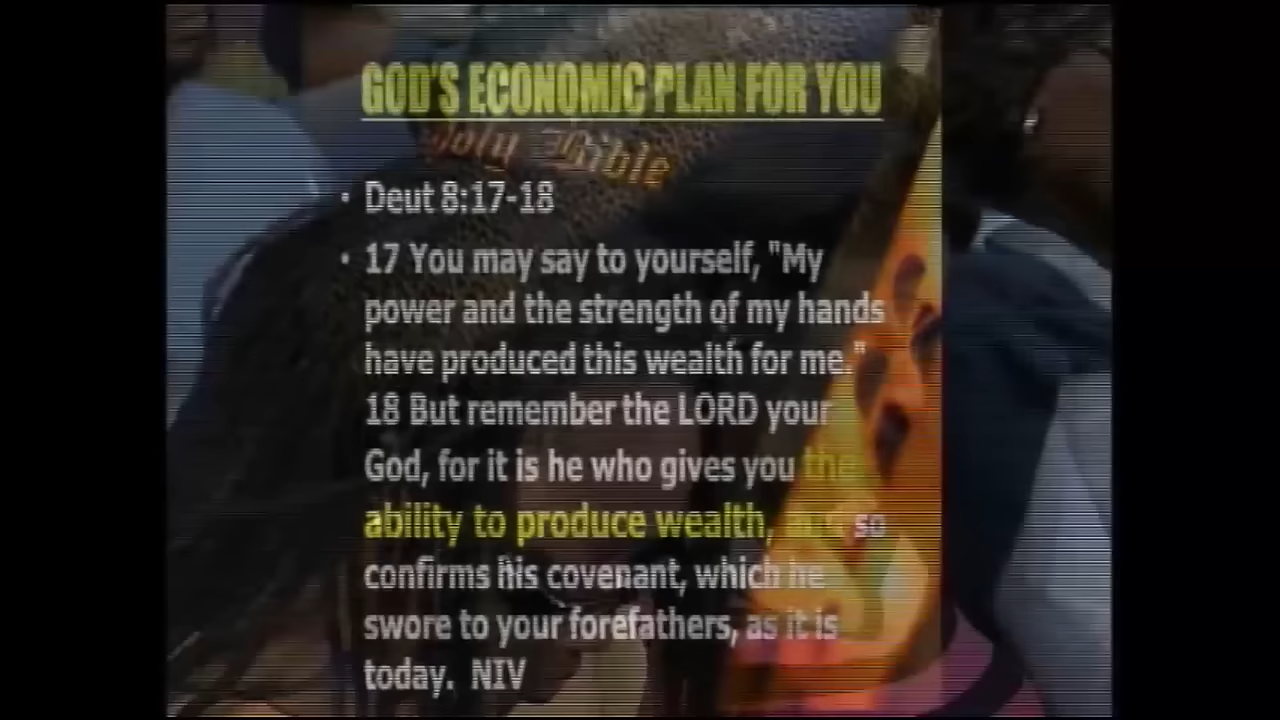 GOD'S ECONOMIC PLAN FOR YOU
Holy Bible
• Deut 8:17-18
• 17 You may say to yourself, "My
power and the strength of my hands
have produced this wealth for me."
18 But remember the LORD your
God, for it is he who gives you the
ability to produce wealth, and so
confirms his covenant, which he
swore to your forefathers, as it is
today. NIV